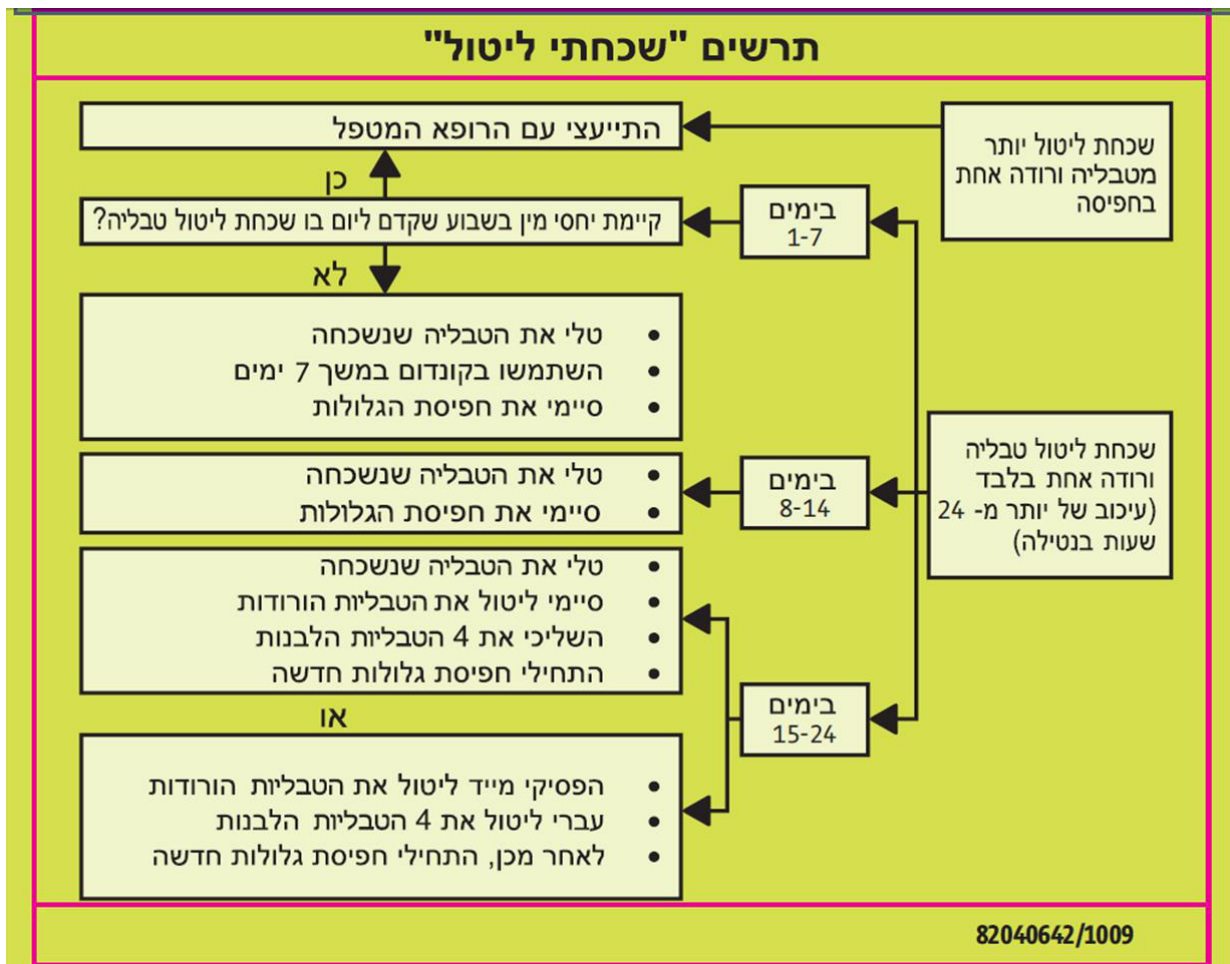 תרשים "שכחתי ליטול"
שכחת ליטול יותר
מטבליה ורודה אחת
בחפיסה
התייעצי עם הרופא המטפל
כן
שכחת ליטול טבליה
ורודה אחת בלבד
(עיכוב של יותר מ- 24
שעות בנטילה)
בימים
1-7
קיימת יחסי מין בשבוע שקדם ליום בו שכחת ליטול טבליה?
לא
• טלי את הטבליה שנשכחה
• השתמשו בקונדום במשך 7 ימים
• סיימי את חפיסת הגלולות
בימים
8-14
• טלי את הטבליה שנשכחה
• סיימי את חפיסת הגלולות
בימים
15-24
• טלי את הטבליה שנשכחה
• סיימי ליטול את הטבליות הורודות
• השליכי את 4 הטבליות הלבנות
• התחילי חפיסת גלולות חדשה
או
• הפסיקי מייד ליטול את הטבליות הורודות
• עברי ליטול את 4 הטבליות הלבנות
• לאחר מכן, התחילי חפיסת גלולות חדשה
82040642/1009